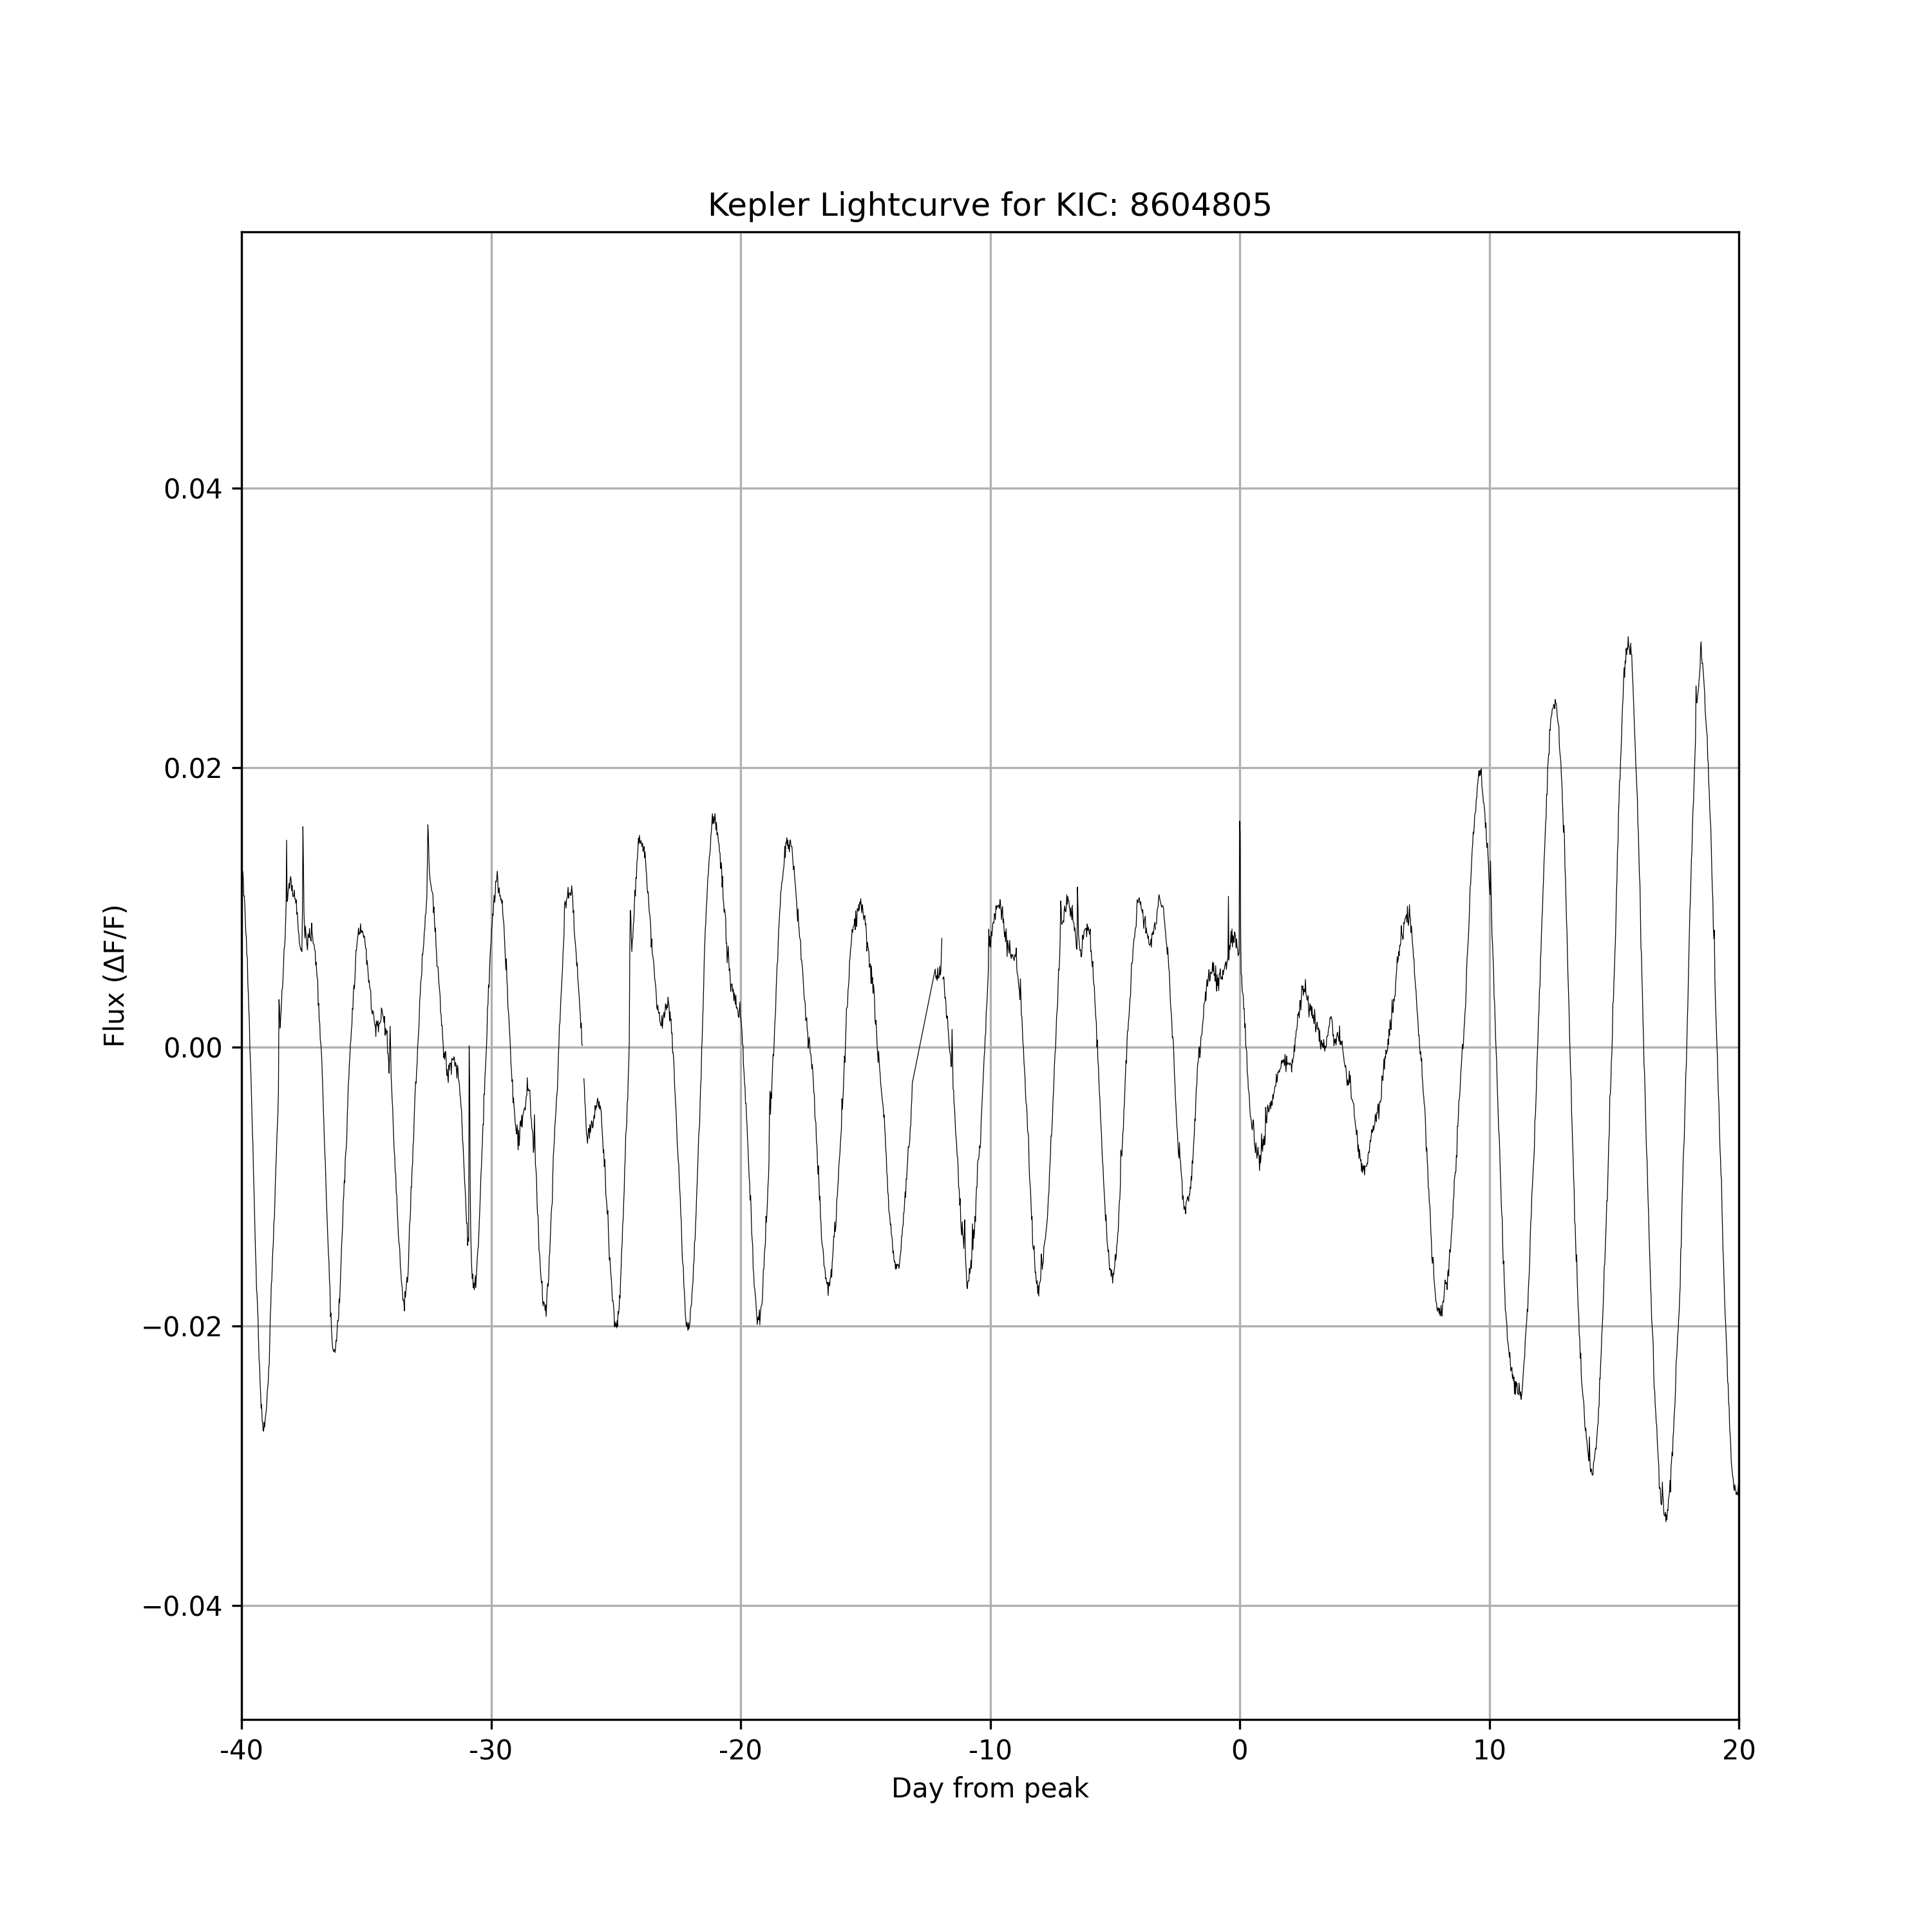 Kepler Lightcurve for KIC: 8604805
Flux (ΔF/F)
0.04
0.02
0.00
−0.02
−0.04
-40 -30 -20 -10 0 10 20
Day from peak